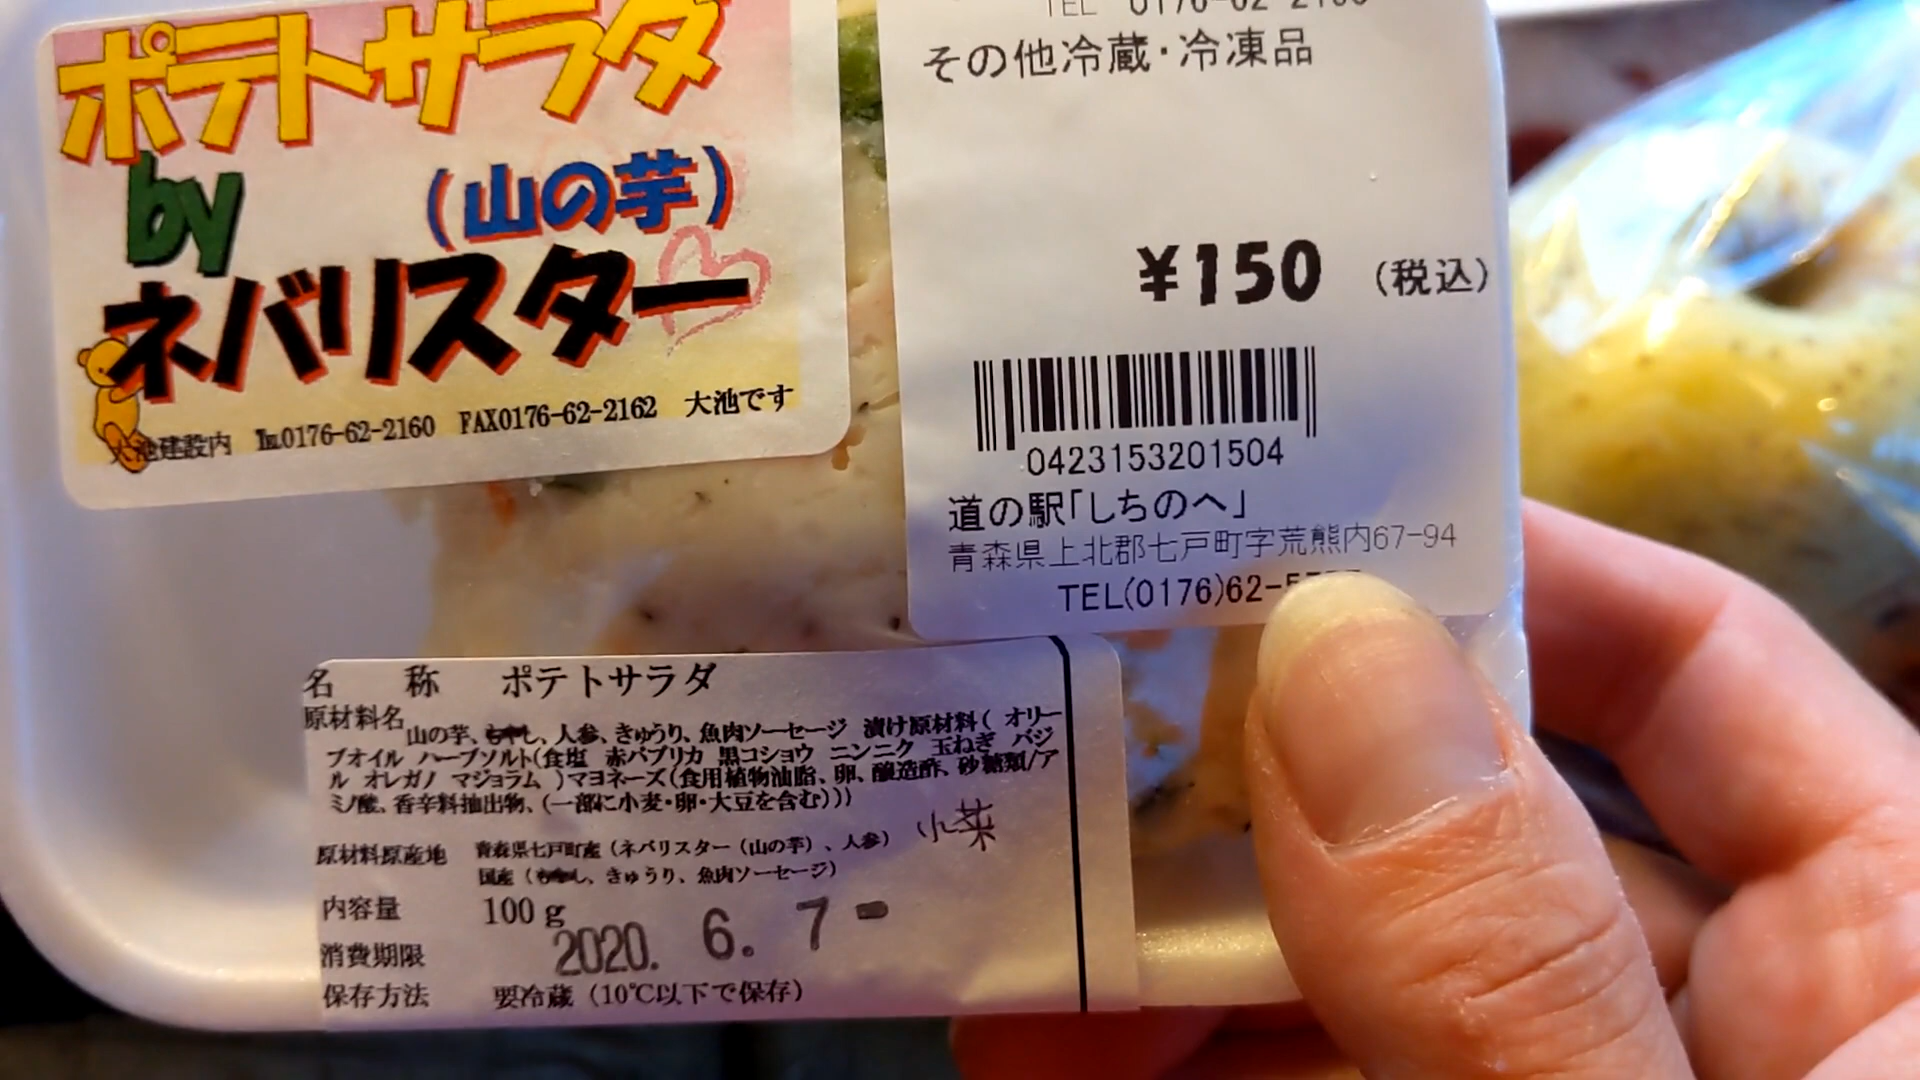 ポテトサラダ
by
(山の芋)
ネバリスター
大池建設内 ℡0176-62-2160 FAX0176-62-2162 大池です
その他冷蔵・冷凍品
¥150 (税込)
0423153201504
道の駅「しちのへ」
青森県上北郡七戸町字荒熊内67-94
TEL(0176)62-
名 称 ポテトサラダ
原材料名
山の芋、、人参、きゅうり、魚肉ソーセージ 漬け原材料( オリー
ブオイル ハーブソルト(食塩 赤パプリカ 黒コショウ ニンニク 玉ねぎ バジ
ル オレガノ マジョラム )マヨネーズ(食用植物油脂、卵、醸造酢、砂糖類/ア
ミノ酸、香辛料抽出物、(一部に小麦・卵・大豆を含む)))
小菜
原材料原産地 青森県七戸町産(ネバリスター(山の芋)、人参)
国産(、きゅうり、魚肉ソーセージ)
内容量 100g
消費期限 2020. 6. 7-
保存方法 要冷蔵(10℃以下で保存)